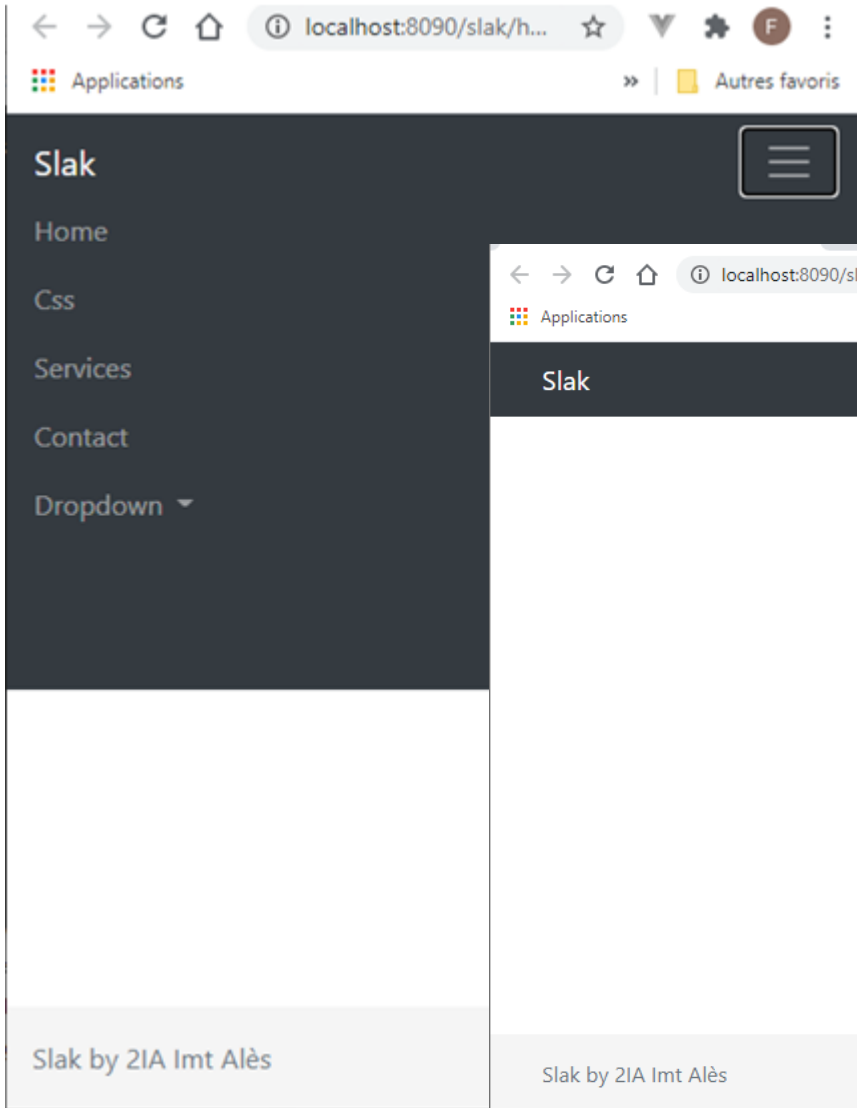 localhost:8090/slak/h...
F
Applications
»
Autres favoris
Slak
Home
Css
Services
Contact
Dropdown
Slak by 2IA Imt Alès
localhost:8090/sl
Applications
Slak
Slak by 2IA Imt Alès